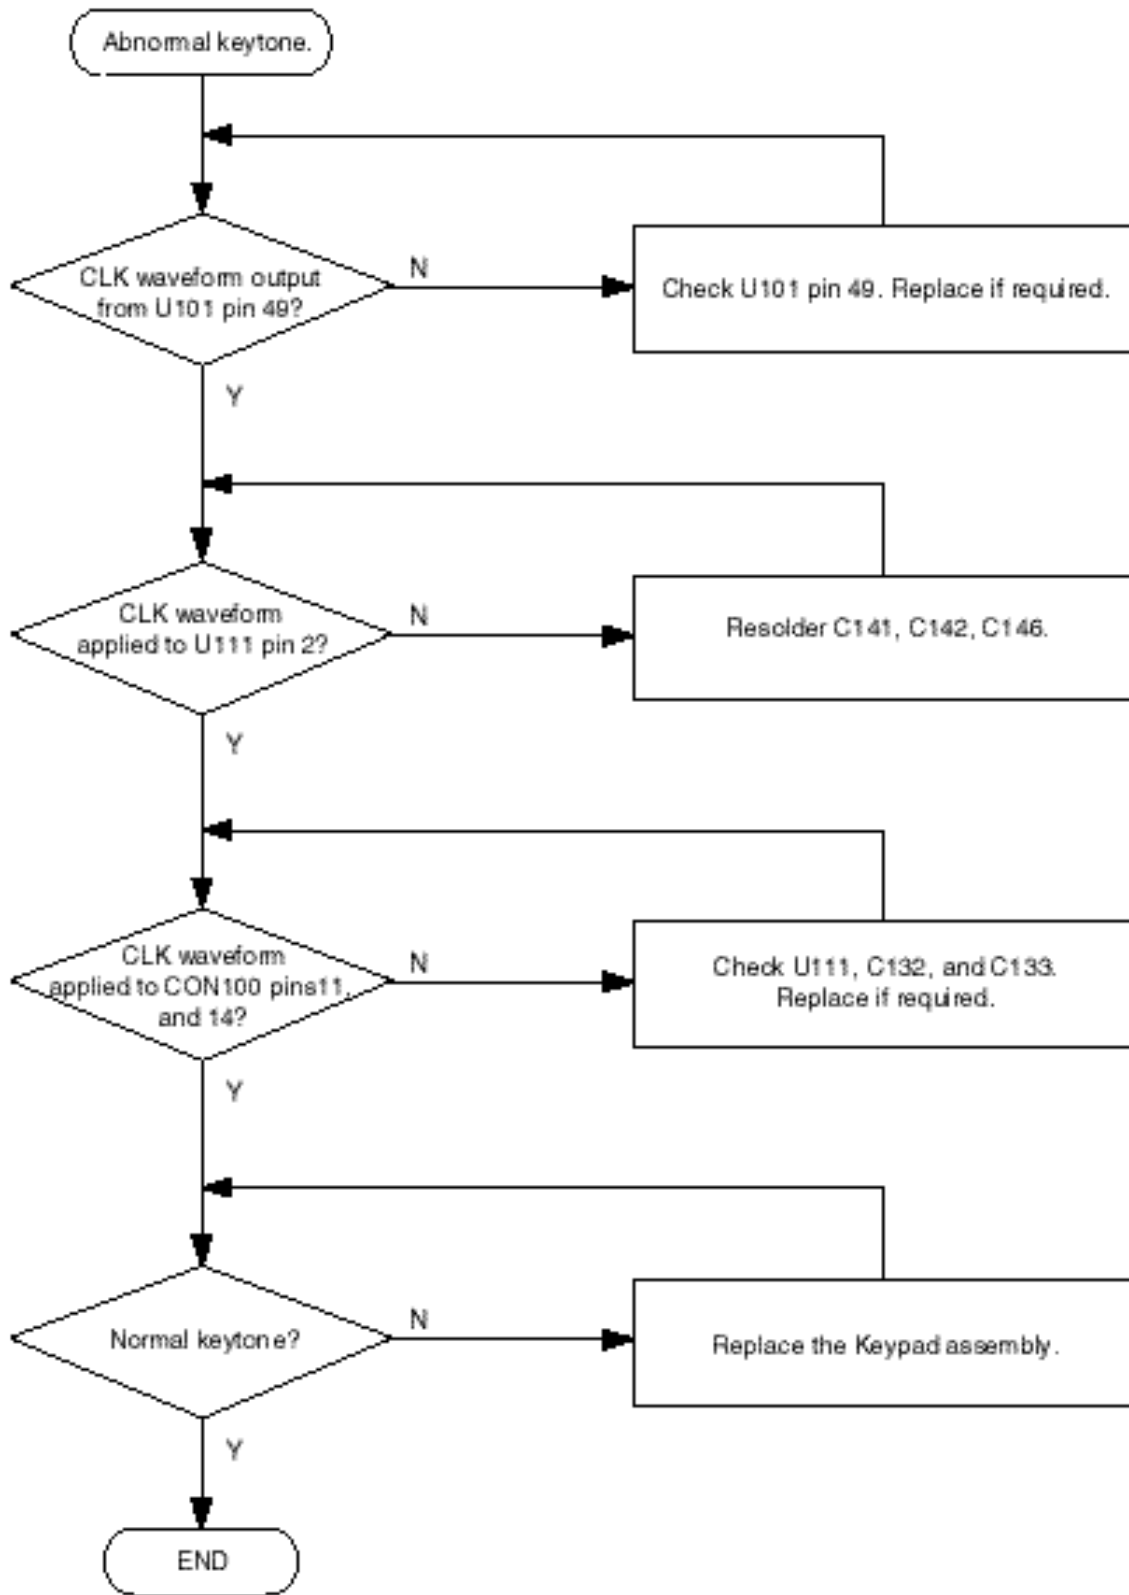 Abnormal keytone.
CLK waveform output
from U101 pin 49?
N
Check U101 pin 49. Replace if required.
Y
CLK waveform
applied to U111 pin 2?
N
Resolder C141, C142, C146.
Y
CLK waveform
applied to CON100 pins11,
and 14?
N
Check U111, C132, and C133.
Replace if required.
Y
Normal keytone?
N
Replace the Keypad assembly.
Y
END